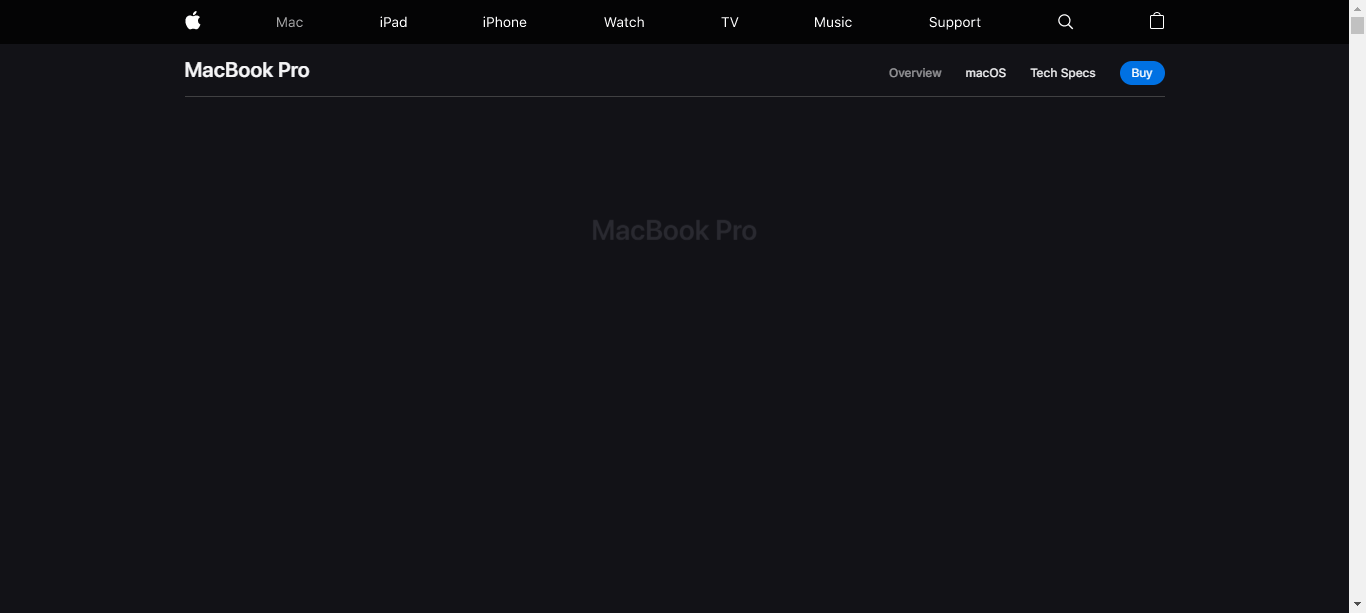 Mac iPad iPhone Watch TV Music Support
MacBook Pro Overview macOS Tech Specs Buy
MacBook Pro